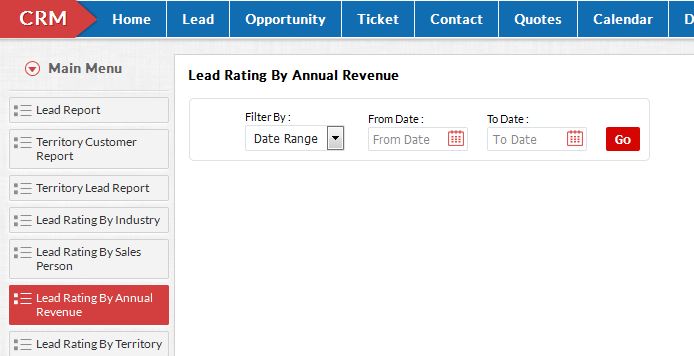 CRM
Home
Lead
Opportunity
Ticket
Contact
Quotes
Calendar
D
Main Menu
Lead Report
Territory Customer
Report
Territory Lead Report
Lead Rating By Industry
Lead Rating By Sales
Person
Lead Rating By Annual
Revenue
Lead Rating By Territory
Lead Rating By Annual Revenue
Filter By :
Date Range
From Date :
From Date
To Date :
To Date
Go